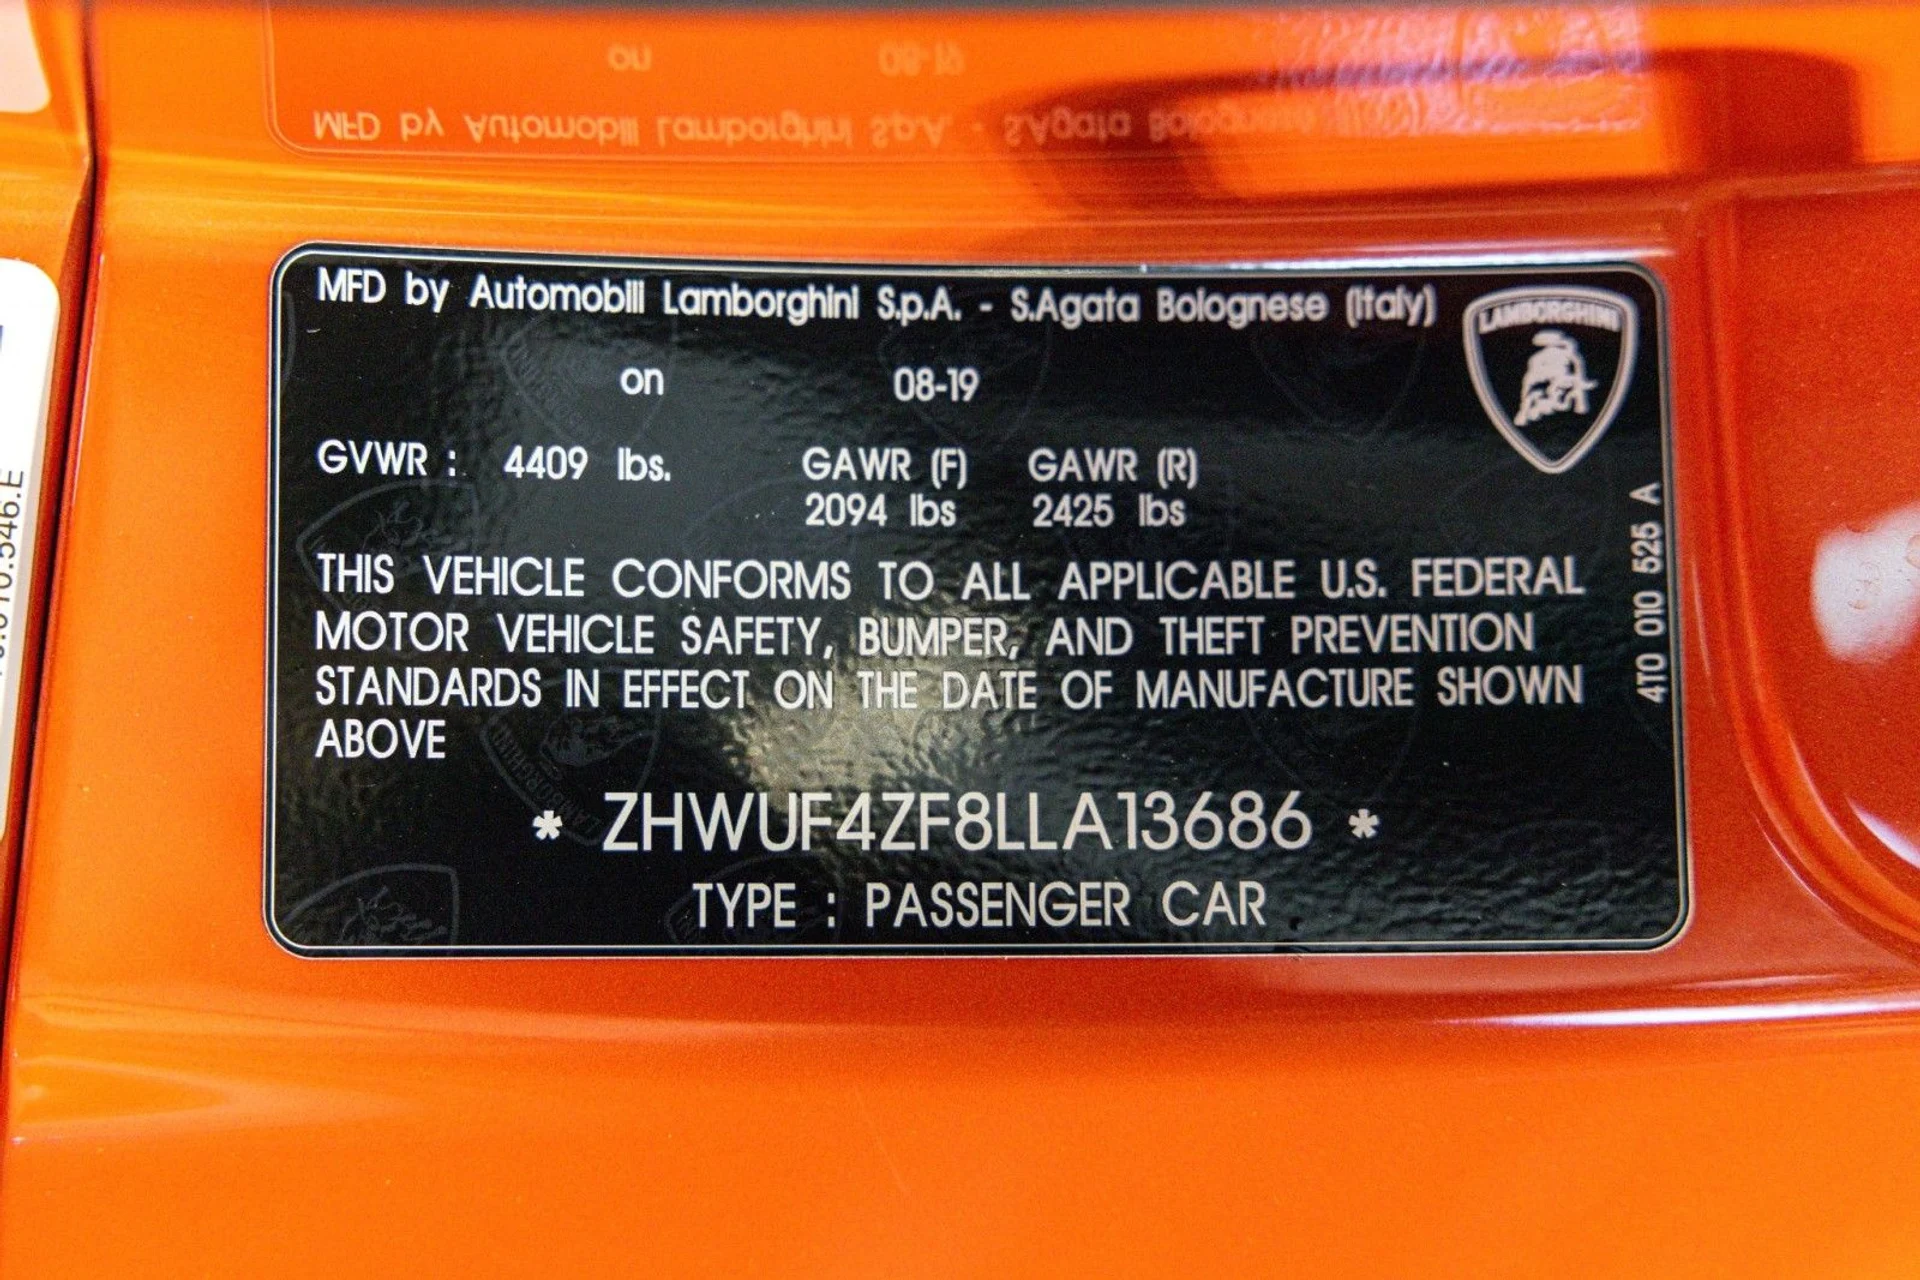 MFD by Automobili Lamborghini S.p.A. - S.Agata Bolognese (Italy)
LAMBORGHINI
on 08-19
GVWR : 4409 lbs. GAWR (F) GAWR (R)
2094 lbs 2425 lbs
THIS VEHICLE CONFORMS TO ALL APPLICABLE U.S. FEDERAL
MOTOR VEHICLE SAFETY, BUMPER, AND THEFT PREVENTION
STANDARDS IN EFFECT ON THE DATE OF MANUFACTURE SHOWN
ABOVE
* ZHWUF4ZF8LLA13686 *
TYPE : PASSENGER CAR
4T0 010 525 A